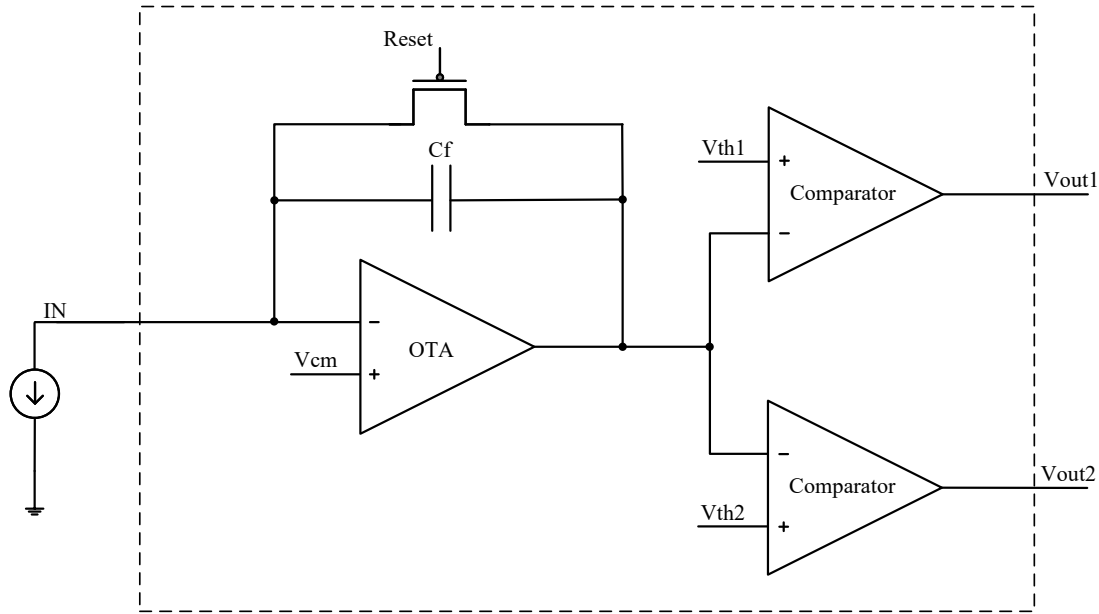 Reset
Cf
Vth1
+
Comparator
−
Vout1
IN
−
OTA
Vcm
+
−
Comparator
Vout2
Vth2
+